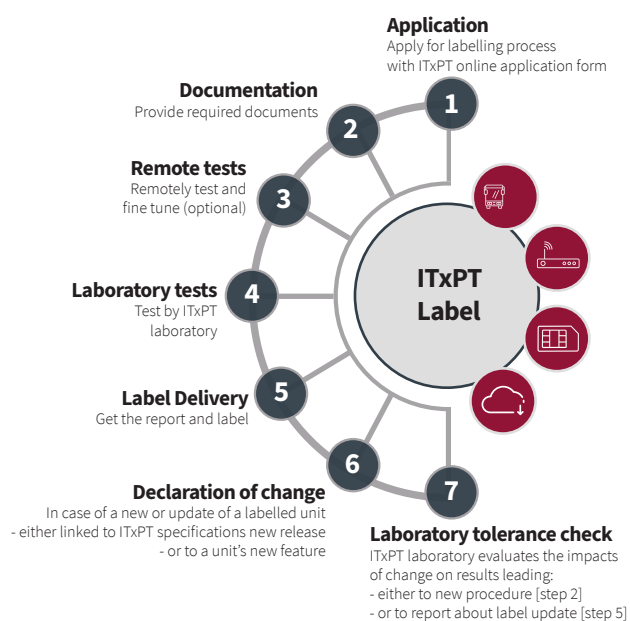 Application
Apply for labelling process
with ITxPT online application form
1
Documentation
Provide required documents
2
Remote tests
Remotely test and
fine tune (optional)
3
Laboratory tests
Test by ITxPT
laboratory
4
Label Delivery
Get the report and label
5
Declaration of change
In case of a new or update of a labelled unit
- either linked to ITxPT specifications new release
- or to a unit’s new feature
6
7
Laboratory tolerance check
ITxPT laboratory evaluates the impacts
of change on results leading:
- either to new procedure [step 2]
- or to report about label update [step 5]
ITxPT
Label